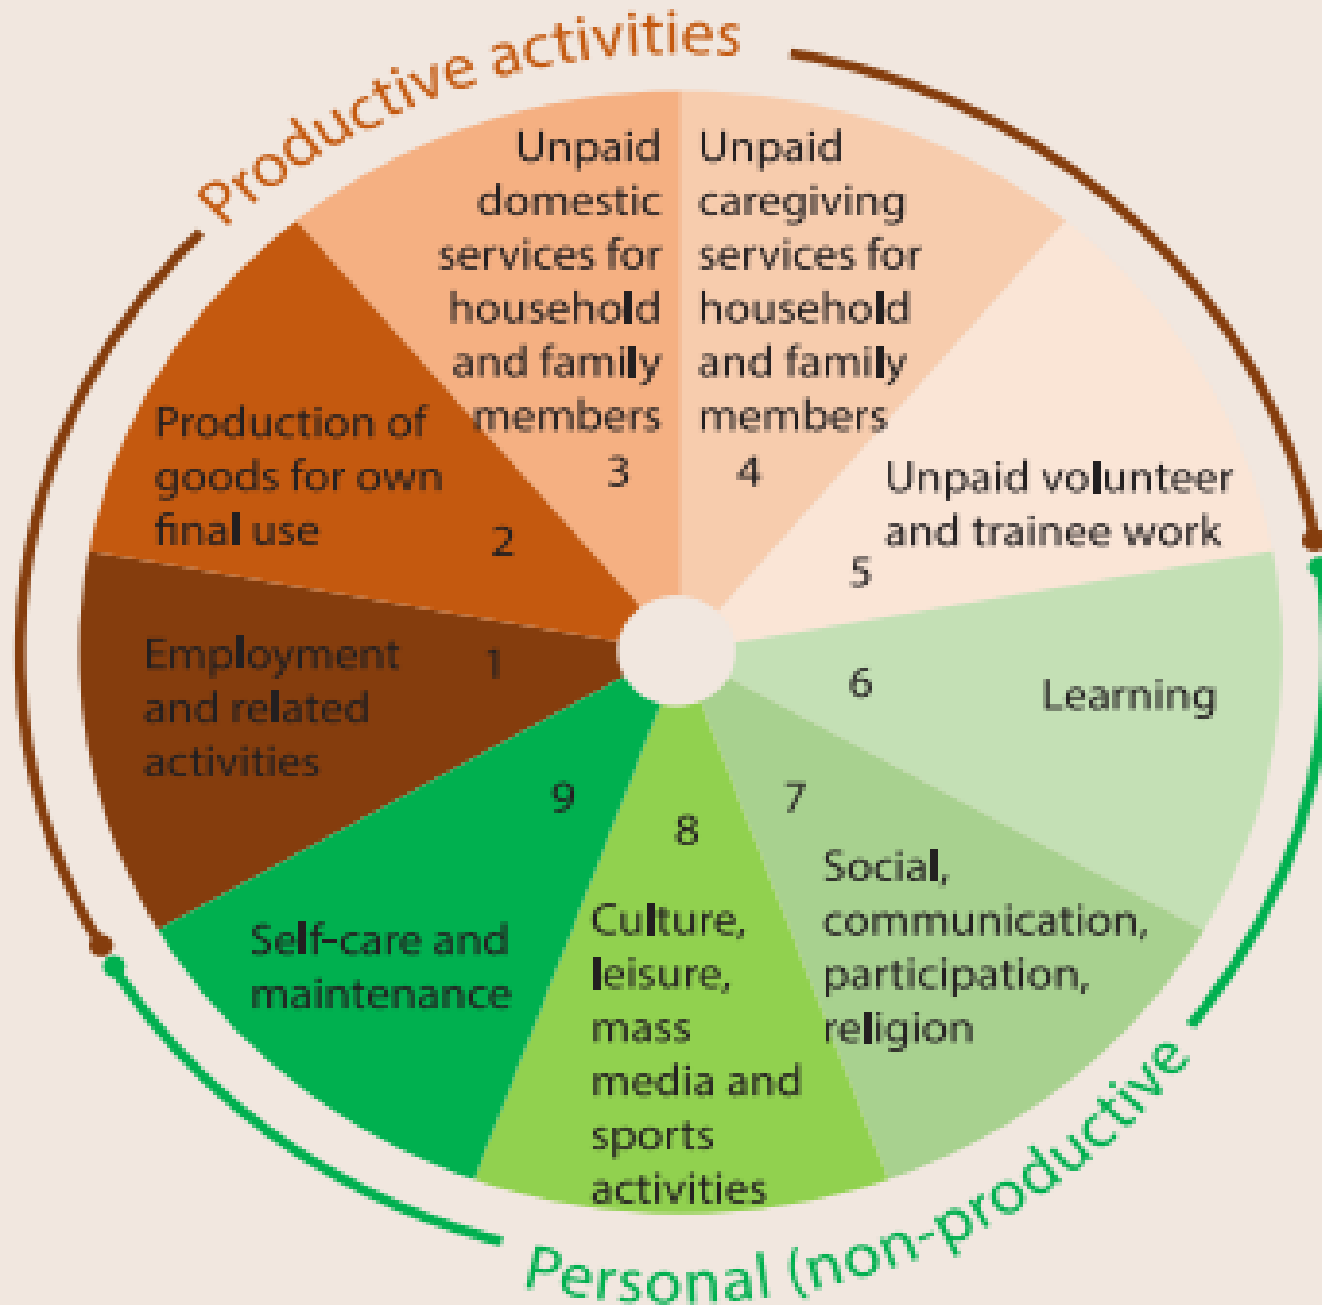 Productive activities
Unpaid
domestic
services for
household
and family
members
3
Unpaid
caregiving
services for
household
and family
members
4
Production of
goods for own
final use
2
Unpaid volunteer
and trainee work
5
Employment
and related
activities
1
6
Learning
9
Self-care and
maintenance
8
Culture,
leisure,
mass
media and
sports
activities
7
Social,
communication,
participation,
religion
Personal (non-productive